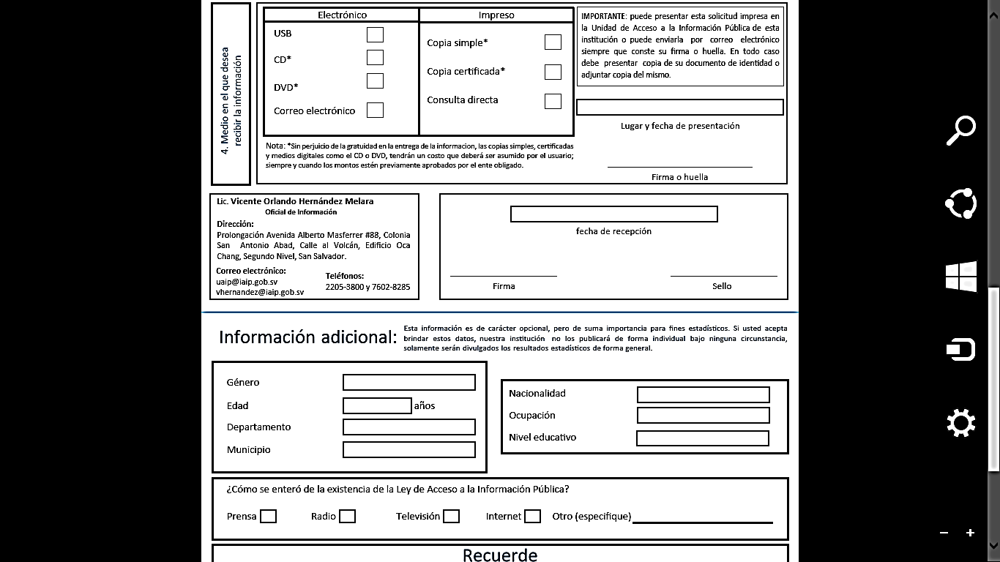 4. Medio en el que desea
recibir la información
Electrónico
USB
CD*
DVD*
Correo electrónico
Impreso
Copia simple*
Copia certificada*
Consulta directa
Nota: *Sin perjuicio de la gratuidad en la entrega de la informacion, las copias simples, certificadas
y medios digitales como el CD o DVD, tendrán un costo que deberá ser asumido por el usuario;
siempre y cuando los montos estén previamente aprobados por el ente obligado.
IMPORTANTE: puede presentar esta solicitud impresa en
la Unidad de Acceso a la Información Pública de esta
institución o puede enviarla por correo electrónico
siempre que conste su firma o huella. En todo caso
debe presentar copia de su documento de identidad o
adjuntar copia del mismo.
Lugar y fecha de presentación
Firma o huella
Lic. Vicente Orlando Hernández Melara
Oficial de Información
Dirección:
Prolongación Avenida Alberto Masferrer #88, Colonia
San Antonio Abad, Calle al Volcán, Edificio Oca
Chang, Segundo Nivel, San Salvador.
Correo electrónico:
uaip@iaip.gob.sv
vhernandez@iaip.gob.sv
Teléfonos:
2205-3800 y 7602-8285
fecha de recepción
Firma
Sello
Información adicional:
Esta información es de carácter opcional, pero de suma importancia para fines estadísticos. Si usted acepta
brindar estos datos, nuestra institución no los publicará de forma individual bajo ninguna circunstancia,
solamente serán divulgados los resultados estadísticos de forma general.
Género
Edad años
Departamento
Municipio
Nacionalidad
Ocupación
Nivel educativo
¿Cómo se enteró de la existencia de la Ley de Acceso a la Información Pública?
Prensa Radio Televisión Internet Otro (especifique)
Recuerde